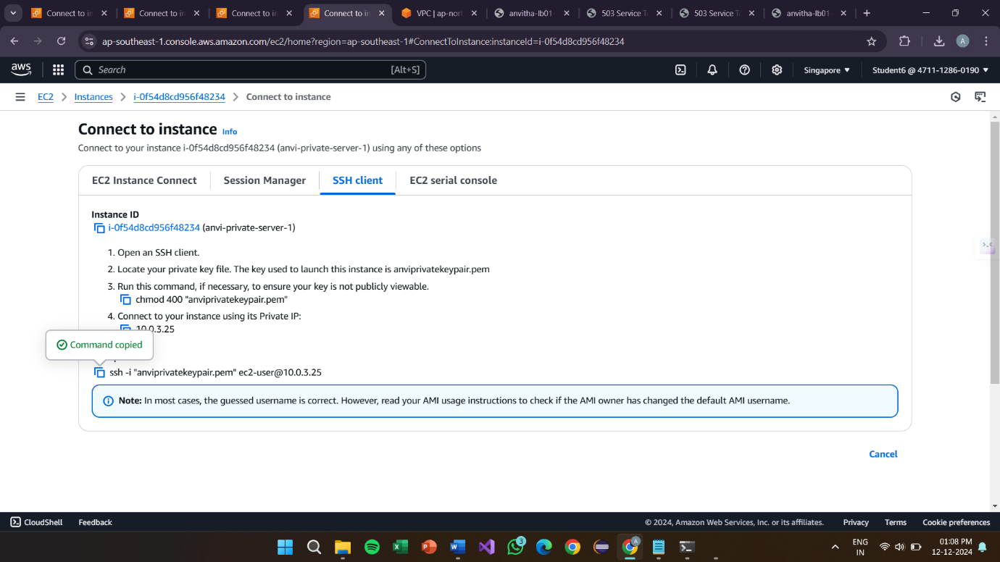 Connect to in
Connect to in
Connect to in
Connect to in
VPC | ap-nort
anvitha-lb01-
503 Service T
503 Service T
anvitha-lb01-
ap-southeast-1.console.aws.amazon.com/ec2/home?region=ap-southeast-1#ConnectToInstance:instanceId=i-0f54d8cd956f48234
A
aws
Search
[Alt+S]
Singapore
Student6 @ 4711-1286-0190
EC2
Instances
i-0f54d8cd956f48234
Connect to instance
Connect to instance Info
Connect to your instance i-0f54d8cd956f48234 (anvi-private-server-1) using any of these options
EC2 Instance Connect
Session Manager
SSH client
EC2 serial console
Instance ID
i-0f54d8cd956f48234 (anvi-private-server-1)
1. Open an SSH client.
2. Locate your private key file. The key used to launch this instance is anviprivatekeypair.pem
3. Run this command, if necessary, to ensure your key is not publicly viewable.
chmod 400 "anviprivatekeypair.pem"
4. Connect to your instance using its Private IP:
10.0.3.25
Command copied
ssh -i "anviprivatekeypair.pem" ec2-user@10.0.3.25
Note: In most cases, the guessed username is correct. However, read your AMI usage instructions to check if the AMI owner has changed the default AMI username.
Cancel
CloudShell
Feedback
© 2024, Amazon Web Services, Inc. or its affiliates.
Privacy
Terms
Cookie preferences
3
A
ENG
IN
01:08 PM
12-12-2024